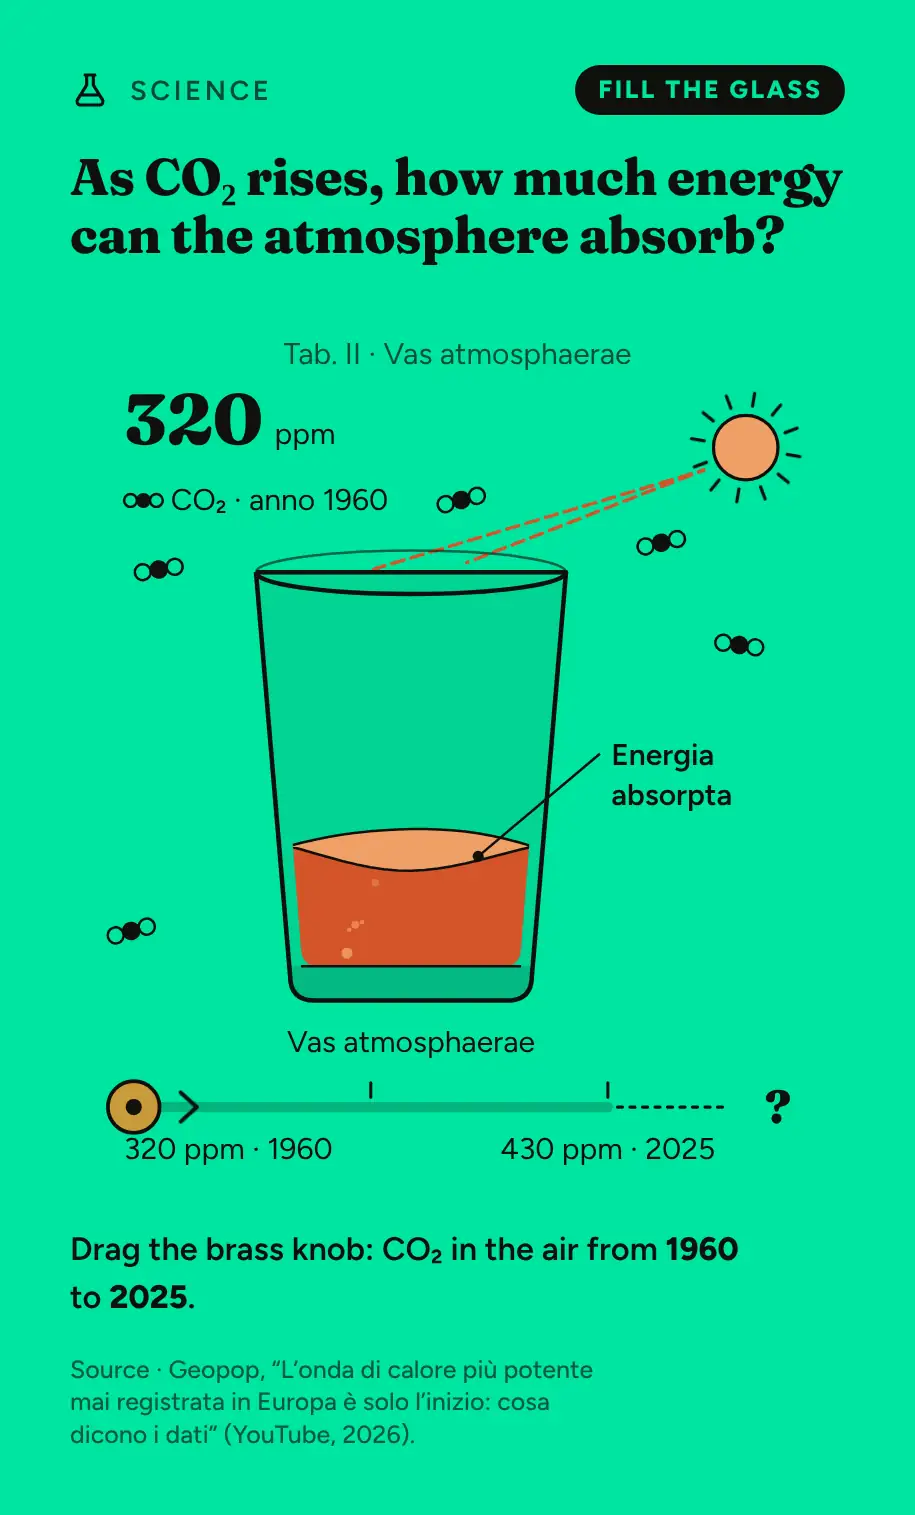 SCIENCE
FILL THE GLASS
As CO₂ rises, how much energy
can the atmosphere absorb?
Tab. II · Vas atmosphaerae
320 ppm
CO₂ · anno 1960
Energia
absorpta
Vas atmosphaerae
?
320 ppm · 1960
430 ppm · 2025
Drag the brass knob: CO₂ in the air from 1960
to 2025.
Source · Geopop, “L’onda di calore più potente
mai registrata in Europa è solo l’inizio: cosa
dicono i dati” (YouTube, 2026).